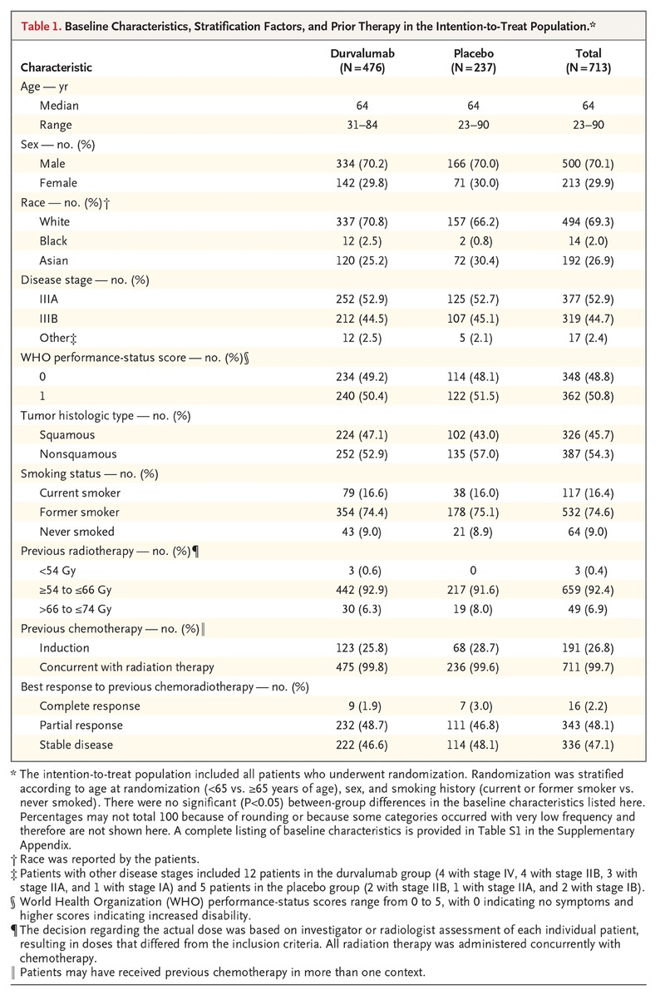 Table 1. Baseline Characteristics, Stratification Factors, and Prior Therapy in the Intention-to-Treat Population.*
Characteristic Durvalumab (N=476) Placebo (N=237) Total (N=713)
Age — yr
Median 64 64 64
Range 31–84 23–90 23–90
Sex — no. (%)
Male 334 (70.2) 166 (70.0) 500 (70.1)
Female 142 (29.8) 71 (30.0) 213 (29.9)
Race — no. (%)†
White 337 (70.8) 157 (66.2) 494 (69.3)
Black 12 (2.5) 2 (0.8) 14 (2.0)
Asian 120 (25.2) 72 (30.4) 192 (26.9)
Disease stage — no. (%)
IIIA 252 (52.9) 125 (52.7) 377 (52.9)
IIIB 212 (44.5) 107 (45.1) 319 (44.7)
Other‡ 12 (2.5) 5 (2.1) 17 (2.4)
WHO performance-status score — no. (%)§
0 234 (49.2) 114 (48.1) 348 (48.8)
1 240 (50.4) 122 (51.5) 362 (50.8)
Tumor histologic type — no. (%)
Squamous 224 (47.1) 102 (43.0) 326 (45.7)
Nonsquamous 252 (52.9) 135 (57.0) 387 (54.3)
Smoking status — no. (%)
Current smoker 79 (16.6) 38 (16.0) 117 (16.4)
Former smoker 354 (74.4) 178 (75.1) 532 (74.6)
Never smoked 43 (9.0) 21 (8.9) 64 (9.0)
Previous radiotherapy — no. (%)¶
<54 Gy 3 (0.6) 0 3 (0.4)
≥54 to ≤66 Gy 442 (92.9) 217 (91.6) 659 (92.4)
>66 to ≤74 Gy 30 (6.3) 19 (8.0) 49 (6.9)
Previous chemotherapy — no. (%)‖
Induction 123 (25.8) 68 (28.7) 191 (26.8)
Concurrent with radiation therapy 475 (99.8) 236 (99.6) 711 (99.7)
Best response to previous chemoradiotherapy — no. (%)
Complete response 9 (1.9) 7 (3.0) 16 (2.2)
Partial response 232 (48.7) 111 (46.8) 343 (48.1)
Stable disease 222 (46.6) 114 (48.1) 336 (47.1)
* The intention-to-treat population included all patients who underwent randomization. Randomization was stratified
according to age at randomization (<65 vs. ≥65 years of age), sex, and smoking history (current or former smoker vs.
never smoked). There were no significant (P<0.05) between-group differences in the baseline characteristics listed here.
Percentages may not total 100 because of rounding or because some categories occurred with very low frequency and
therefore are not shown here. A complete listing of baseline characteristics is provided in Table S1 in the Supplementary
Appendix.
† Race was reported by the patients.
‡ Patients with other disease stages included 12 patients in the durvalumab group (4 with stage IV, 4 with stage IIB, 3 with
stage IIA, and 1 with stage IA) and 5 patients in the placebo group (2 with stage IIB, 1 with stage IIA, and 2 with stage IB).
§ World Health Organization (WHO) performance-status scores range from 0 to 5, with 0 indicating no symptoms and
higher scores indicating increased disability.
¶ The decision regarding the actual dose was based on investigator or radiologist assessment of each individual patient,
resulting in doses that differed from the inclusion criteria. All radiation therapy was administered concurrently with
chemotherapy.
‖ Patients may have received previous chemotherapy in more than one context.